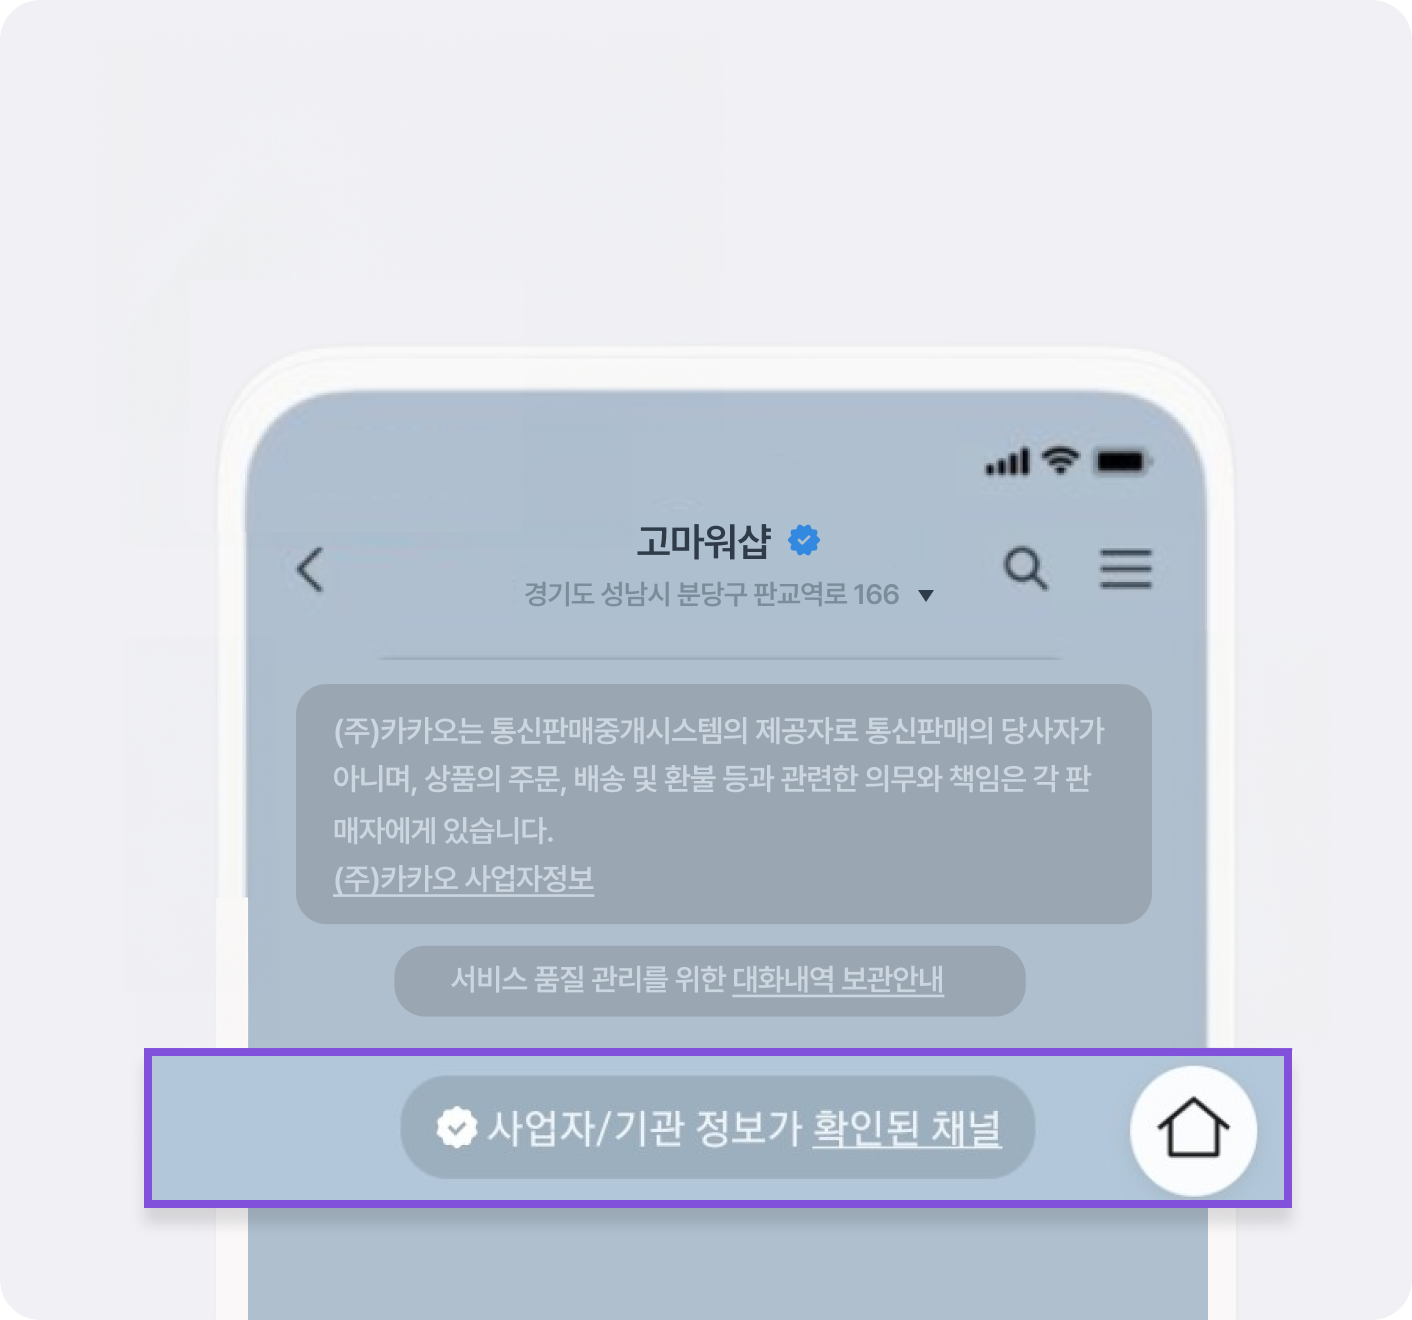 고마워샵
경기도 성남시 분당구 판교역로 166
(주)카카오는 통신판매중개시스템의 제공자로 통신판매의 당사자가
아니며, 상품의 주문, 배송 및 환불 등과 관련한 의무와 책임은 각 판
매자에게 있습니다.
(주)카카오 사업자정보
서비스 품질 관리를 위한 대화내역 보관안내
사업자/기관 정보가 확인된 채널